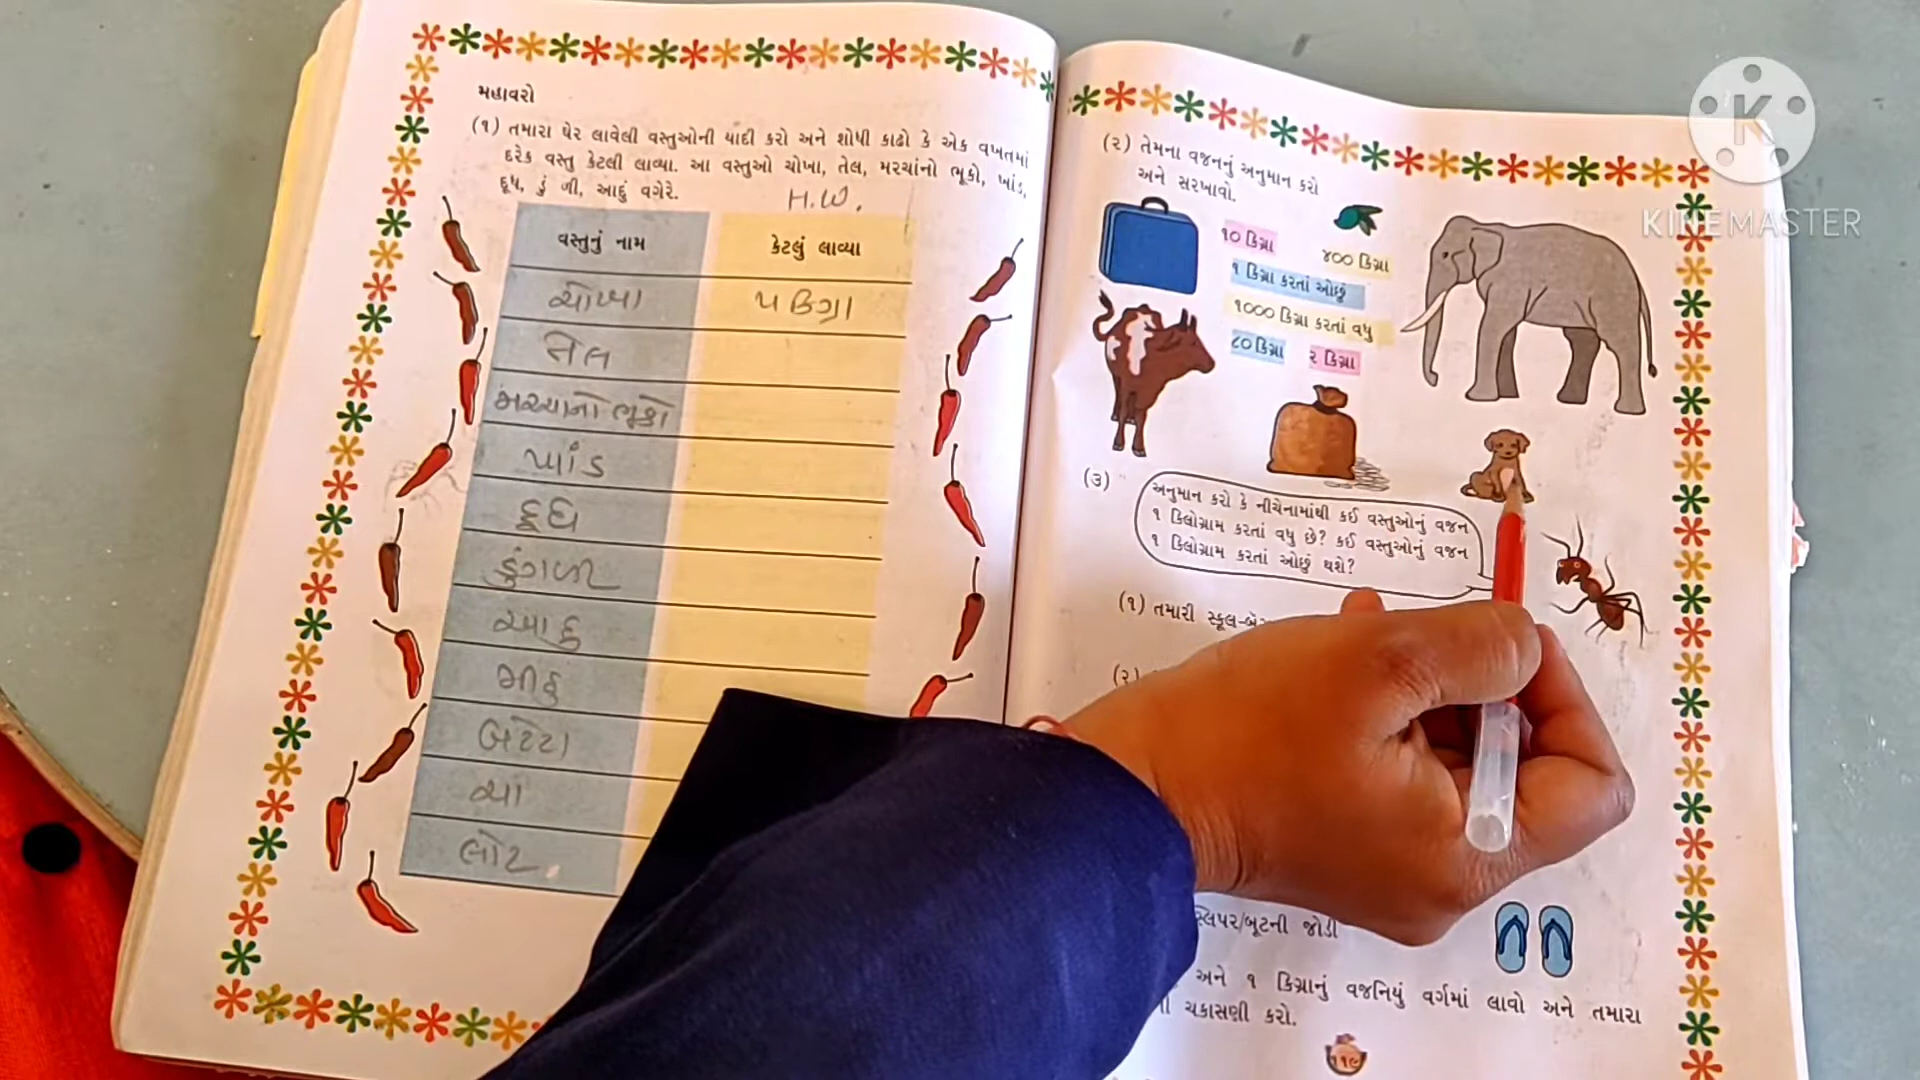 મહાવરો
(૧) તમારા ઘેર લાવેલી વસ્તુઓની યાદી કરો અને શોધી કાઢો કે એક વખતમાં
દરેક વસ્તુ કેટલી લાવ્યા. આ વસ્તુઓ ચોખા, તેલ, મરચાંનો ભૂકો, ખાંડ,
દૂધ, ડુંગળી, આદું વગેરે.
H.W.
વસ્તુનું નામ કેટલું લાવ્યા
ચોખા ૫ કિગ્રા
તેલ
મરચાનો ભૂકો
ખાંડ
દૂધ
ડુંગળી
આદુ
મીઠુ
બટેટા
ચા
લોટ
(૨) તેમના વજનનું અનુમાન કરો
અને સરખાવો.
૧૦ કિગ્રા
૪૦૦ કિગ્રા
૧ કિગ્રા કરતાં ઓછું
૧૦૦૦ કિગ્રા કરતાં વધુ
૮૦ કિગ્રા ૨ કિગ્રા
(૩) અનુમાન કરો કે નીચેનામાંથી કઈ વસ્તુઓનું વજન
૧ કિલોગ્રામ કરતાં વધુ છે? કઈ વસ્તુઓનું વજન
૧ કિલોગ્રામ કરતાં ઓછું થશે?
(૧) તમારી સ્કૂલ-બૅગ
(૨)
સ્લિપર/બૂટની જોડી
અને ૧ કિગ્રાનું વજનિયું વર્ગમાં લાવો અને તમારા
ચકાસણી કરો.
૧૧૯
KINEMASTER